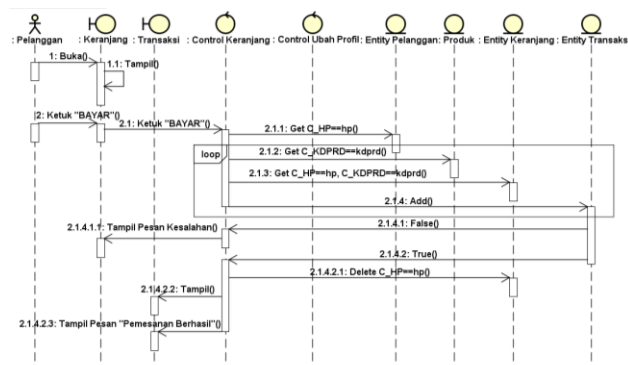 : Pelanggan : Keranjang : Transaksi : Control Keranjang : Control Ubah Profil : Entity Pelanggan : Produk : Entity Keranjang : Entity Transaks
1: Buka()
1.1: Tampil()
2: Ketuk "BAYAR"()
2.1: Ketuk "BAYAR"()
2.1.1: Get C_HP==hp()
loop
2.1.2: Get C_KDPRD==kdprd()
2.1.3: Get C_HP==hp, C_KDPRD==kdprd()
2.1.4: Add()
2.1.4.1: False()
2.1.4.1.1: Tampil Pesan Kesalahan()
2.1.4.2: True()
2.1.4.2.1: Delete C_HP==hp()
2.1.4.2.2: Tampil()
2.1.4.2.3: Tampil Pesan "Pemesanan Berhasil"()